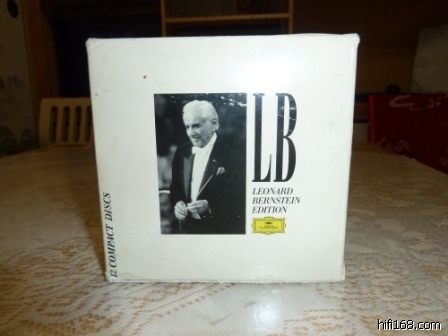 LB
LEONARD
BERNSTEIN
EDITION
12 COMPACT DISCS
hifi168.com